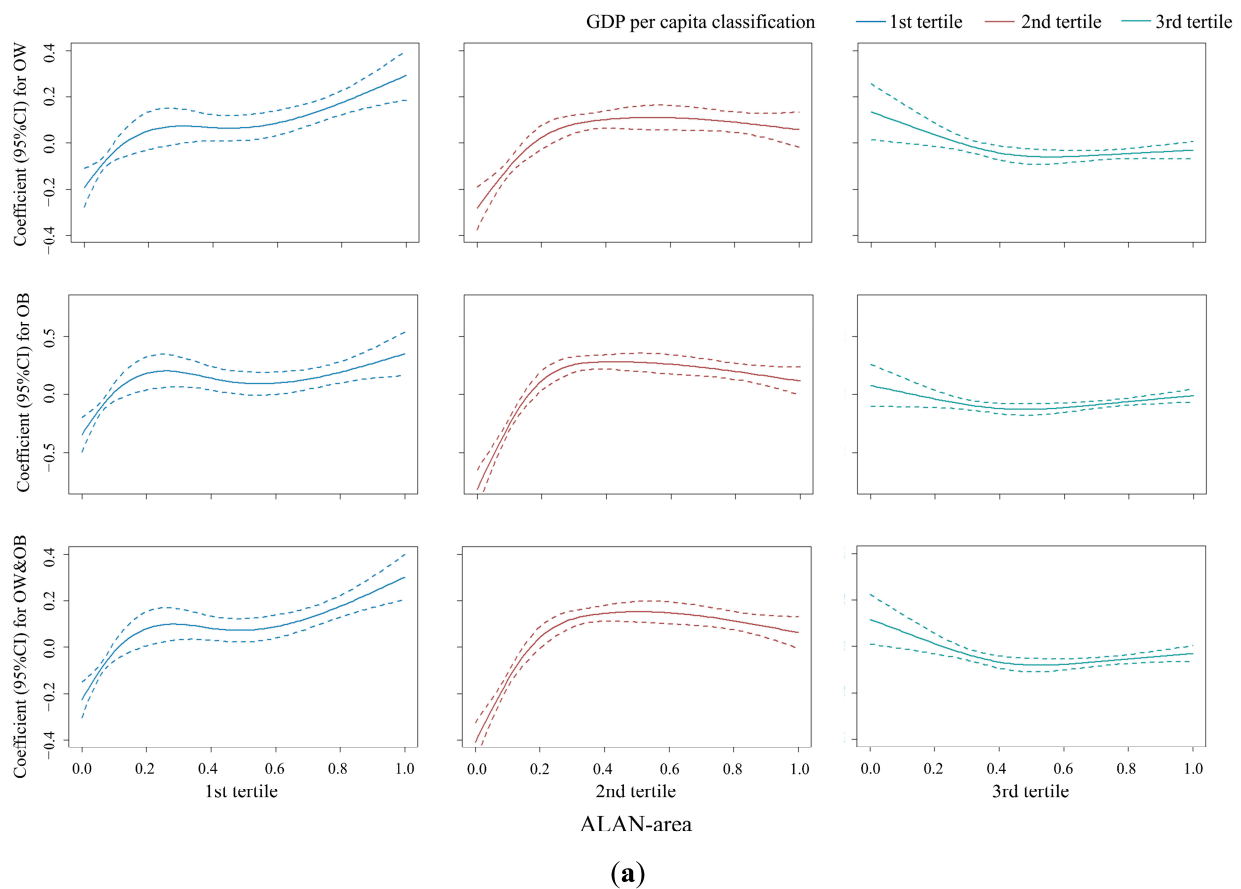 GDP per capita classification 1st tertile 2nd tertile 3rd tertile
Coefficient (95%CI) for OW
0.4
0.2
0.0
−0.2
−0.4
Coefficient (95%CI) for OB
0.5
0.0
−0.5
Coefficient (95%CI) for OW&OB
0.4
0.2
0.0
−0.2
−0.4
0.0 0.2 0.4 0.6 0.8 1.0 0.0 0.2 0.4 0.6 0.8 1.0 0.0 0.2 0.4 0.6 0.8 1.0
1st tertile 2nd tertile 3rd tertile
ALAN-area
(a)